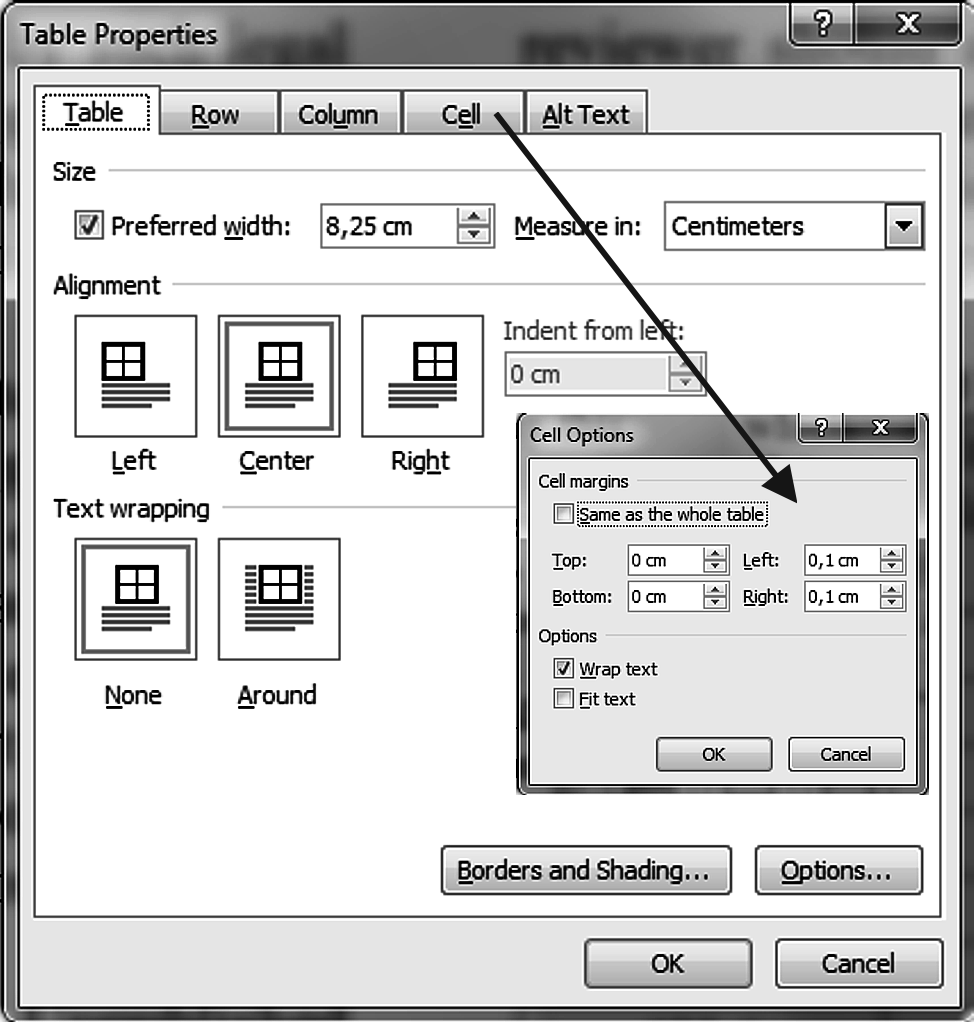 Table Properties
Table Row Column Cell Alt Text
Size
Preferred width: 8,25 cm Measure in: Centimeters
Alignment
Indent from left:
0 cm
Left Center Right
Text wrapping
None Around
Cell Options
Cell margins
Same as the whole table
Top: 0 cm Left: 0,1 cm
Bottom: 0 cm Right: 0,1 cm
Options
Wrap text
Fit text
OK Cancel
Borders and Shading... Options...
OK Cancel